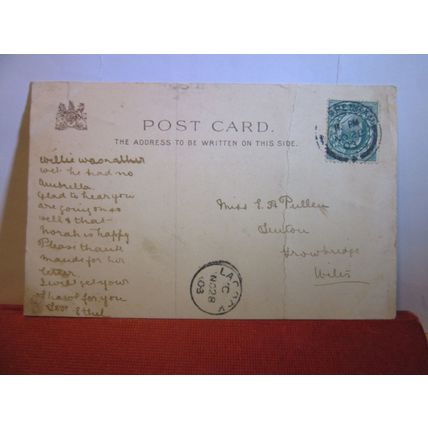 POST CARD.
THE ADDRESS TO BE WRITTEN ON THIS SIDE.
Willie was rather
wet he had no
umbrella.
Glad to hear you
are going on so
well & that
Norah is happy
Please thank
Maude for her
letter.
I will get your
shawl for you
Love Ethel
Miss E. A Pullen
Trowbridge
Wilts
LACOCK
C
NO 28
03